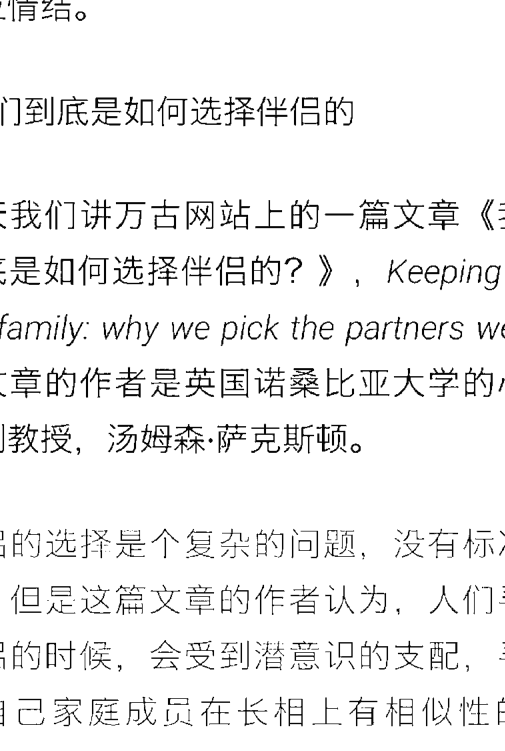 情结。
们到底是如何选择伴侣的
我们讲万古网站上的一篇文章《
是如何选择伴侣的？》，Keeping
family: why we pick the partners we
章的作者是英国诺桑比亚大学的
教授，汤姆森·萨克斯顿。
的选择是个复杂的问题，没有标
但是这篇文章的作者认为，人们
的时候，会受到潜意识的支配，
自己家庭成员在长相上有相似性的